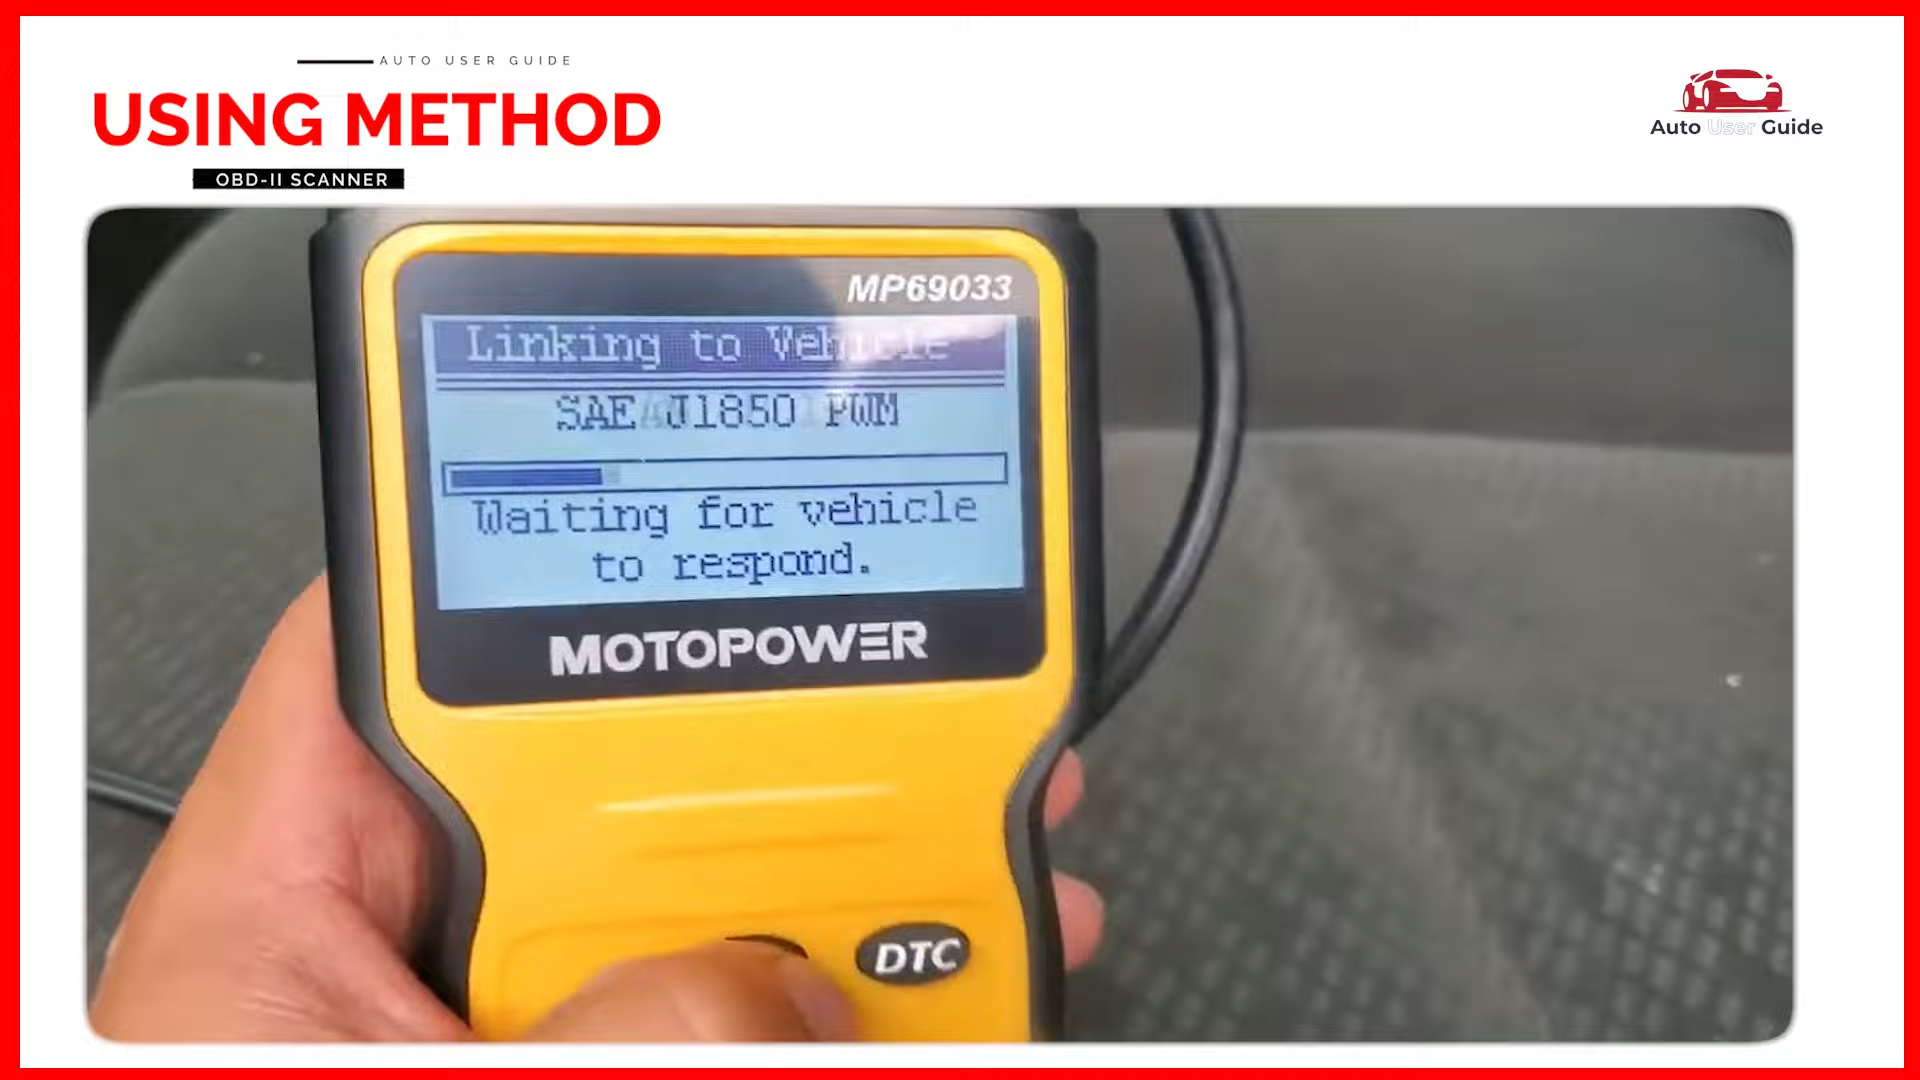 AUTO USER GUIDE
USING METHOD
OBD-II SCANNER
Auto User Guide
MP69033
Linking to Vehicle
SAE J1850 PWM
Waiting for vehicle
to respond.
MOTOPOWER
DTC